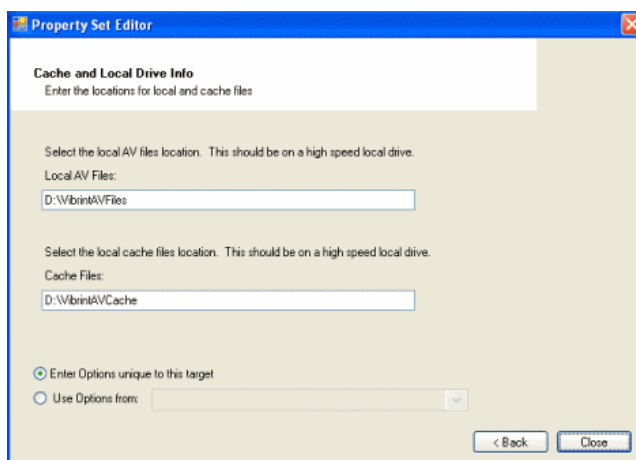 Property Set Editor
Cache and Local Drive Info
Enter the locations for local and cache files
Select the local AV files location. This should be on a high speed local drive.
Local AV Files:
D:\VibrintAVFiles
Select the local cache files location. This should be on a high speed local drive.
Cache Files:
D:\VibrintAVCache
Enter Options unique to this target
Use Options from:
< Back
Close